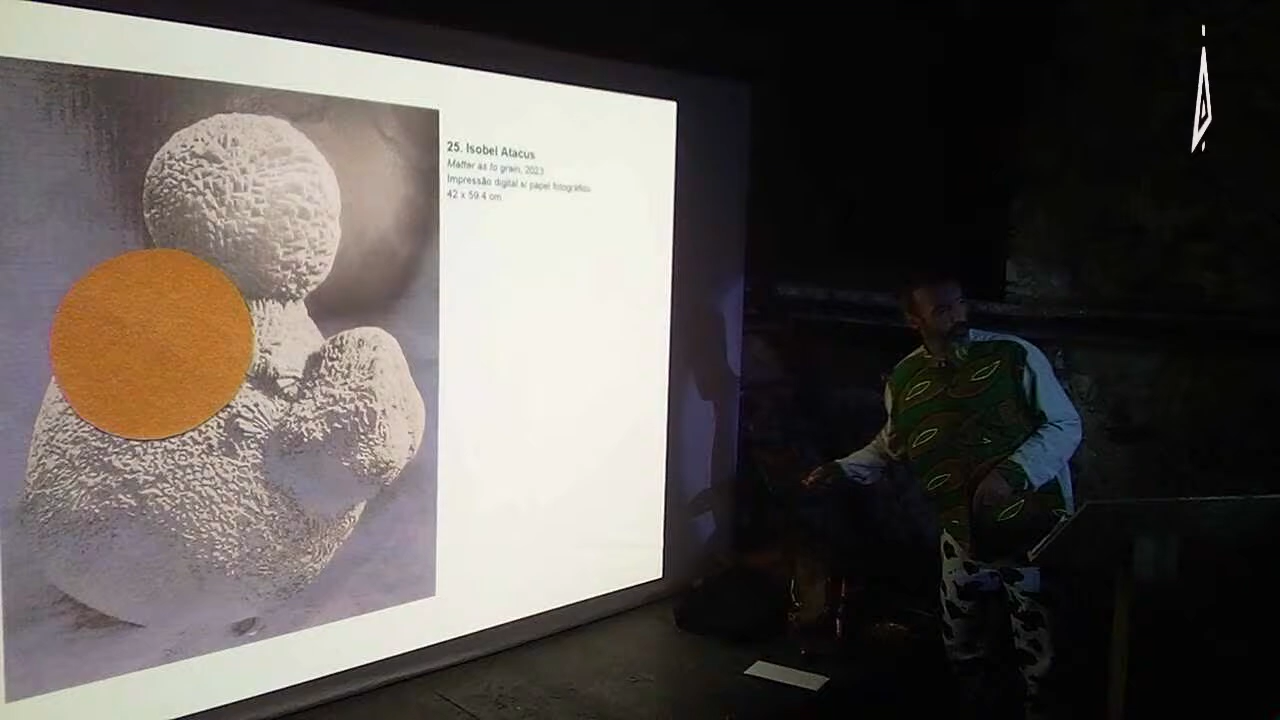 25. Isobel Atacus
Matter as to grain, 2023
Impressão digital s/ papel fotográfico
42 x 59.4 cm